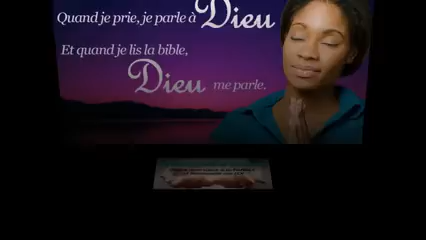 Quand je prie, je parle à Dieu
Et quand je lis la bible,
Dieu me parle.